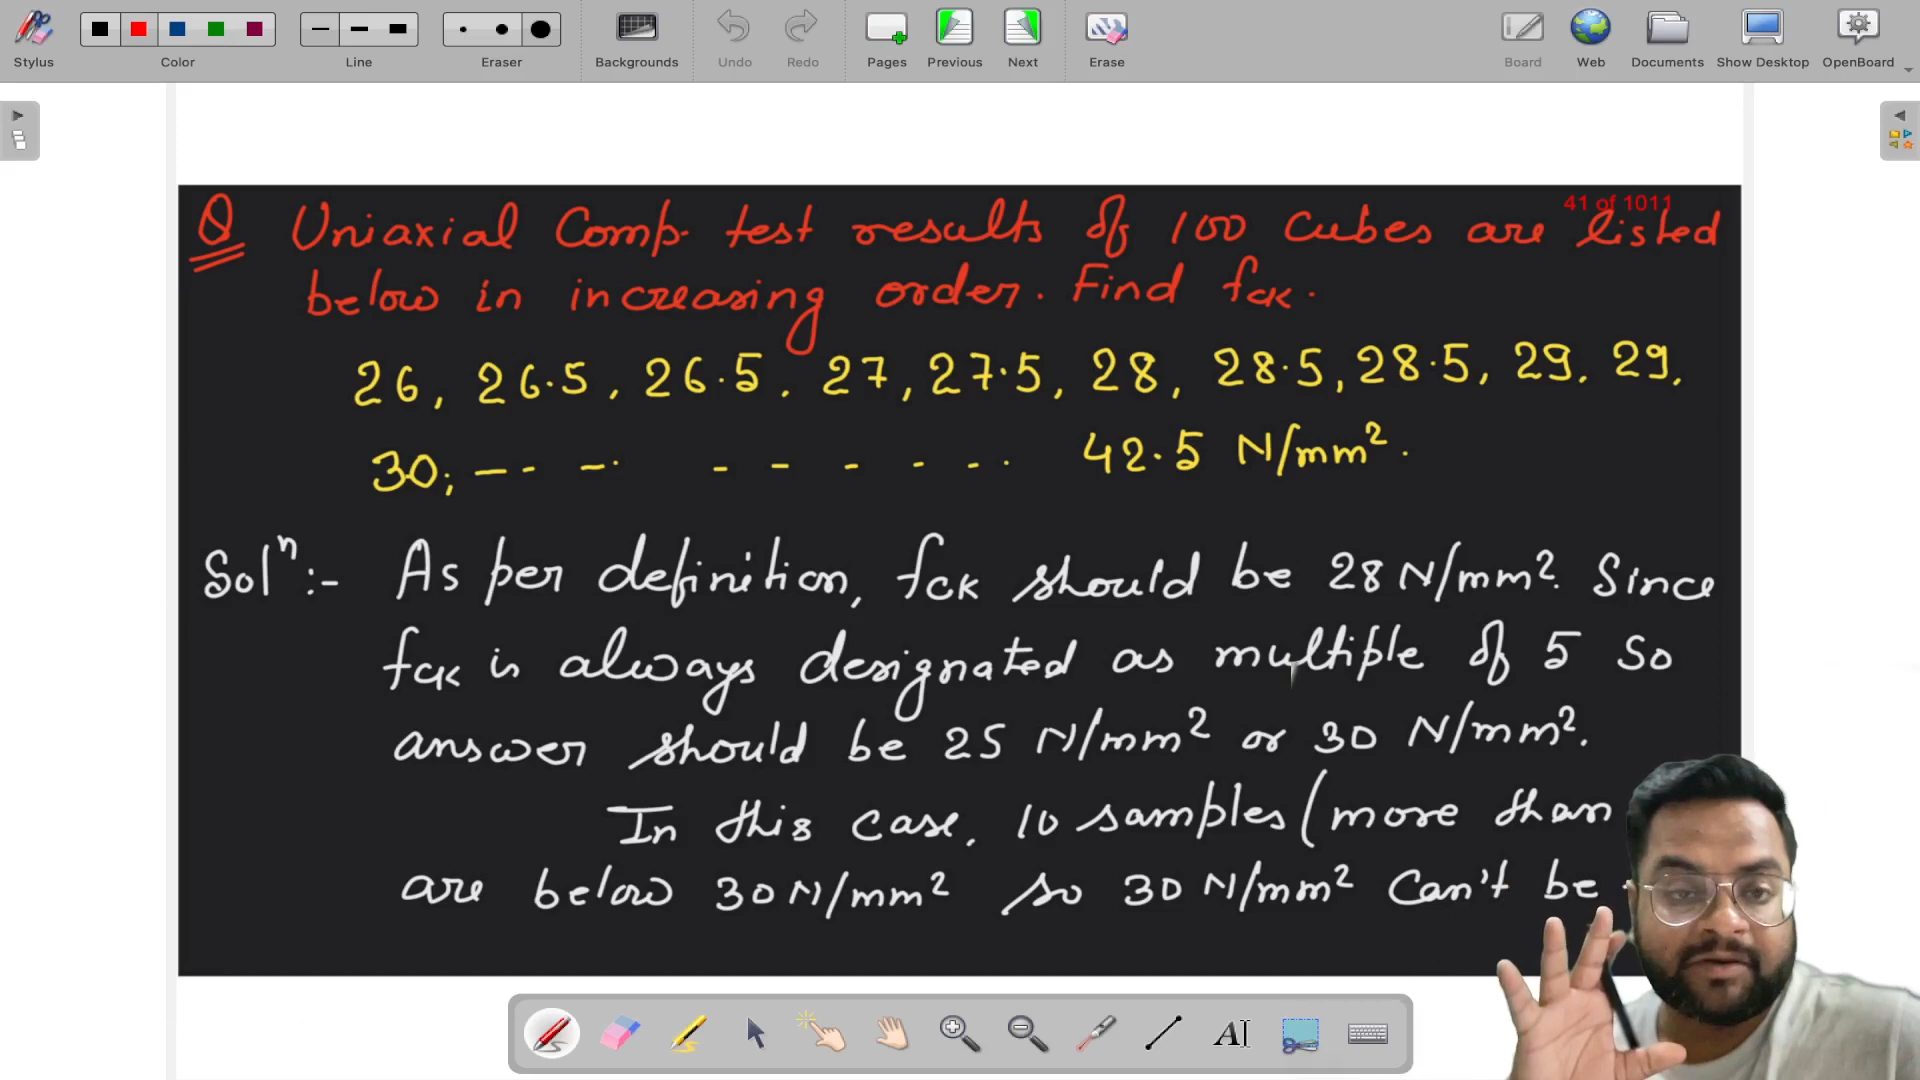 Stylus
Color
Line
Eraser
Backgrounds
Undo
Redo
Pages
Previous
Next
Erase
Board
Web
Documents
Show Desktop
OpenBoard
41 of 1011
Q Uniaxial Comp. test results of 100 Cubes are listed
below in increasing order. Find fck.
26, 26.5, 26.5, 27, 27.5, 28, 28.5, 28.5, 29, 29,
30, -- -- - - - - - . 42.5 N/mm².
Solⁿ:- As per definition, fck should be 28 N/mm². Since
fck is always designated as multiple of 5 So
answer should be 25 N/mm² or 30 N/mm².
In this case, 10 samples (more than
are below 30 N/mm² so 30 N/mm² Can't be
AI